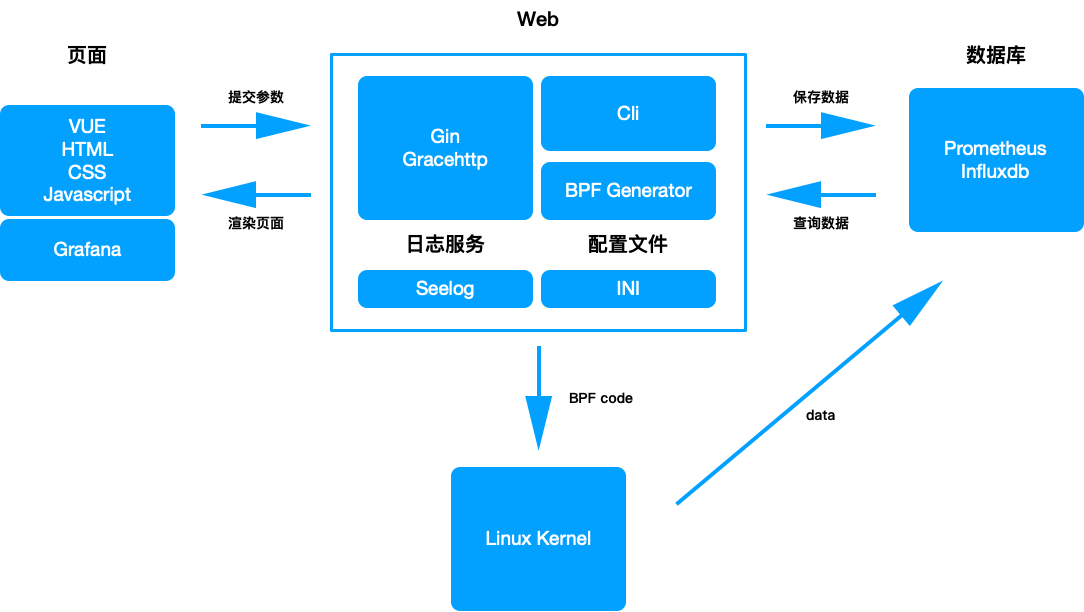 Web
页面
数据库
VUE
HTML
CSS
Javascript
Grafana
提交参数
渲染页面
Gin
Gracehttp
Cli
BPF Generator
日志服务
配置文件
Seelog
INI
保存数据
查询数据
Prometheus
Influxdb
BPF code
data
Linux Kernel